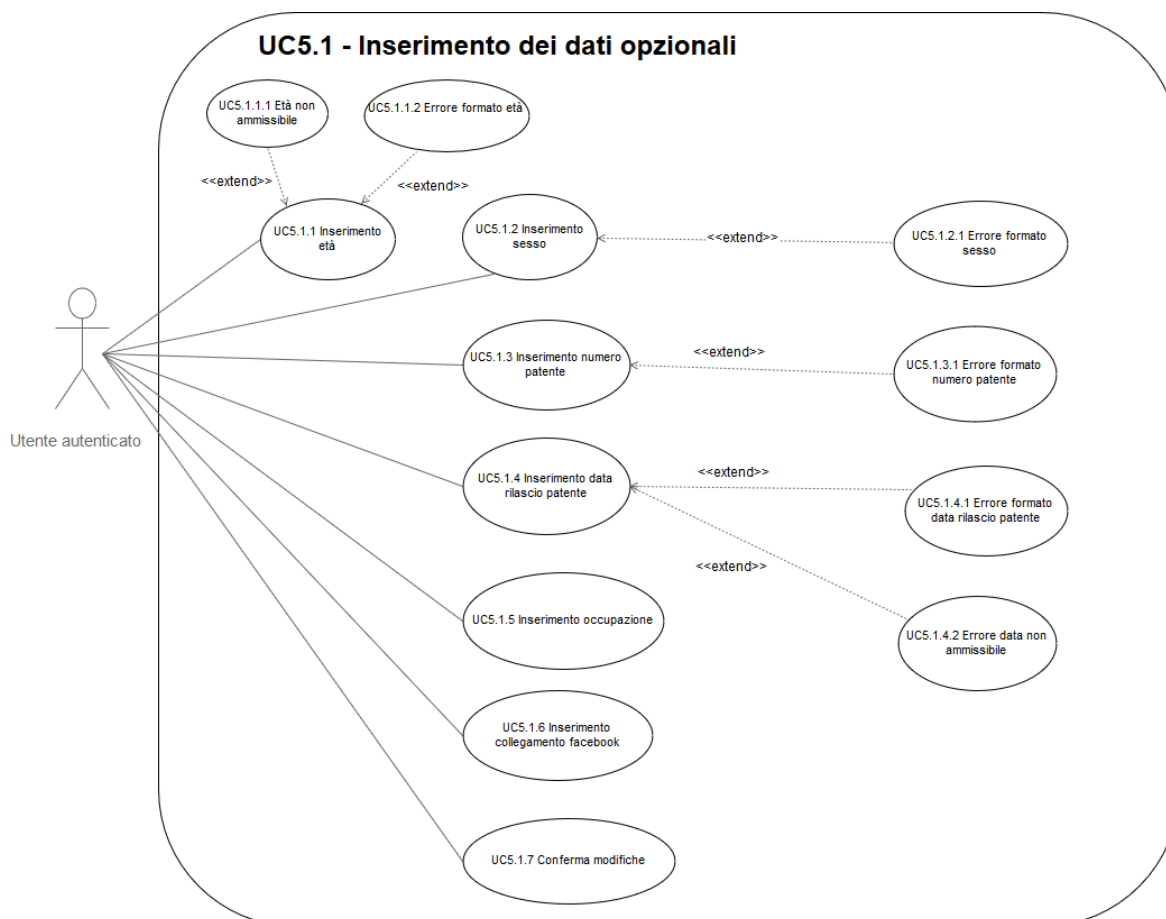 UC5.1 - Inserimento dei dati opzionali
UC5.1.1.1 Età non
ammissibile
UC5.1.1.2 Errore formato età
<<extend>>
<<extend>>
UC5.1.1 Inserimento
età
UC5.1.2 Inserimento
sesso
<<extend>>
UC5.1.2.1 Errore formato
sesso
UC5.1.3 Inserimento numero
patente
<<extend>>
UC5.1.3.1 Errore formato
numero patente
Utente autenticato
UC5.1.4 Inserimento data
rilascio patente
<<extend>>
UC5.1.4.1 Errore formato
data rilascio patente
<<extend>>
UC5.1.4.2 Errore data non
ammissibile
UC5.1.5 Inserimento occupazione
UC5.1.6 Inserimento
collegamento facebook
UC5.1.7 Conferma modifiche